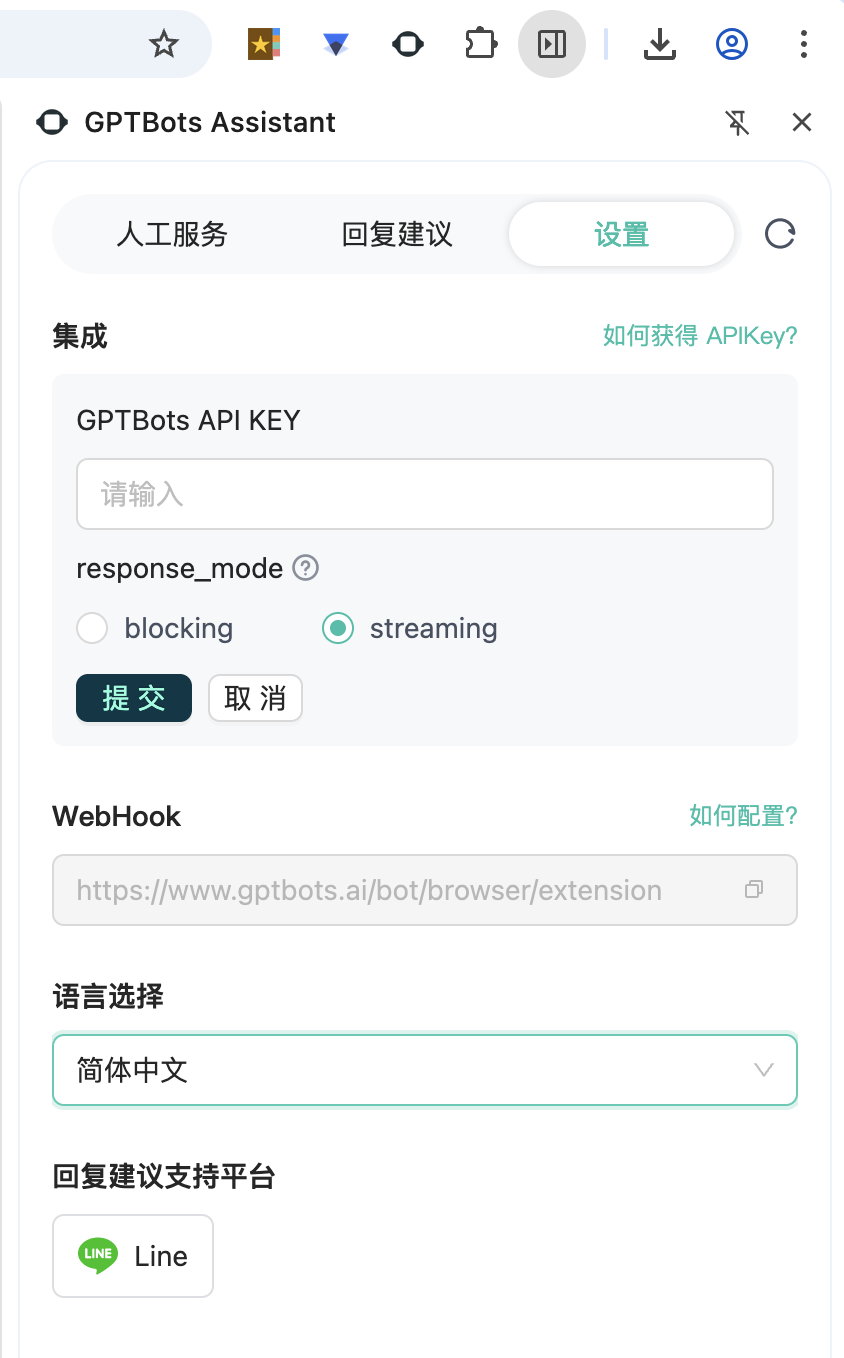 GPTBots Assistant
人工服务 回复建议 设置
集成 如何获得 APIKey?
GPTBots API KEY
请输入
response_mode
blocking streaming
提交 取消
WebHook 如何配置?
https://www.gptbots.ai/bot/browser/extension
语言选择
简体中文
回复建议支持平台
LINE Line